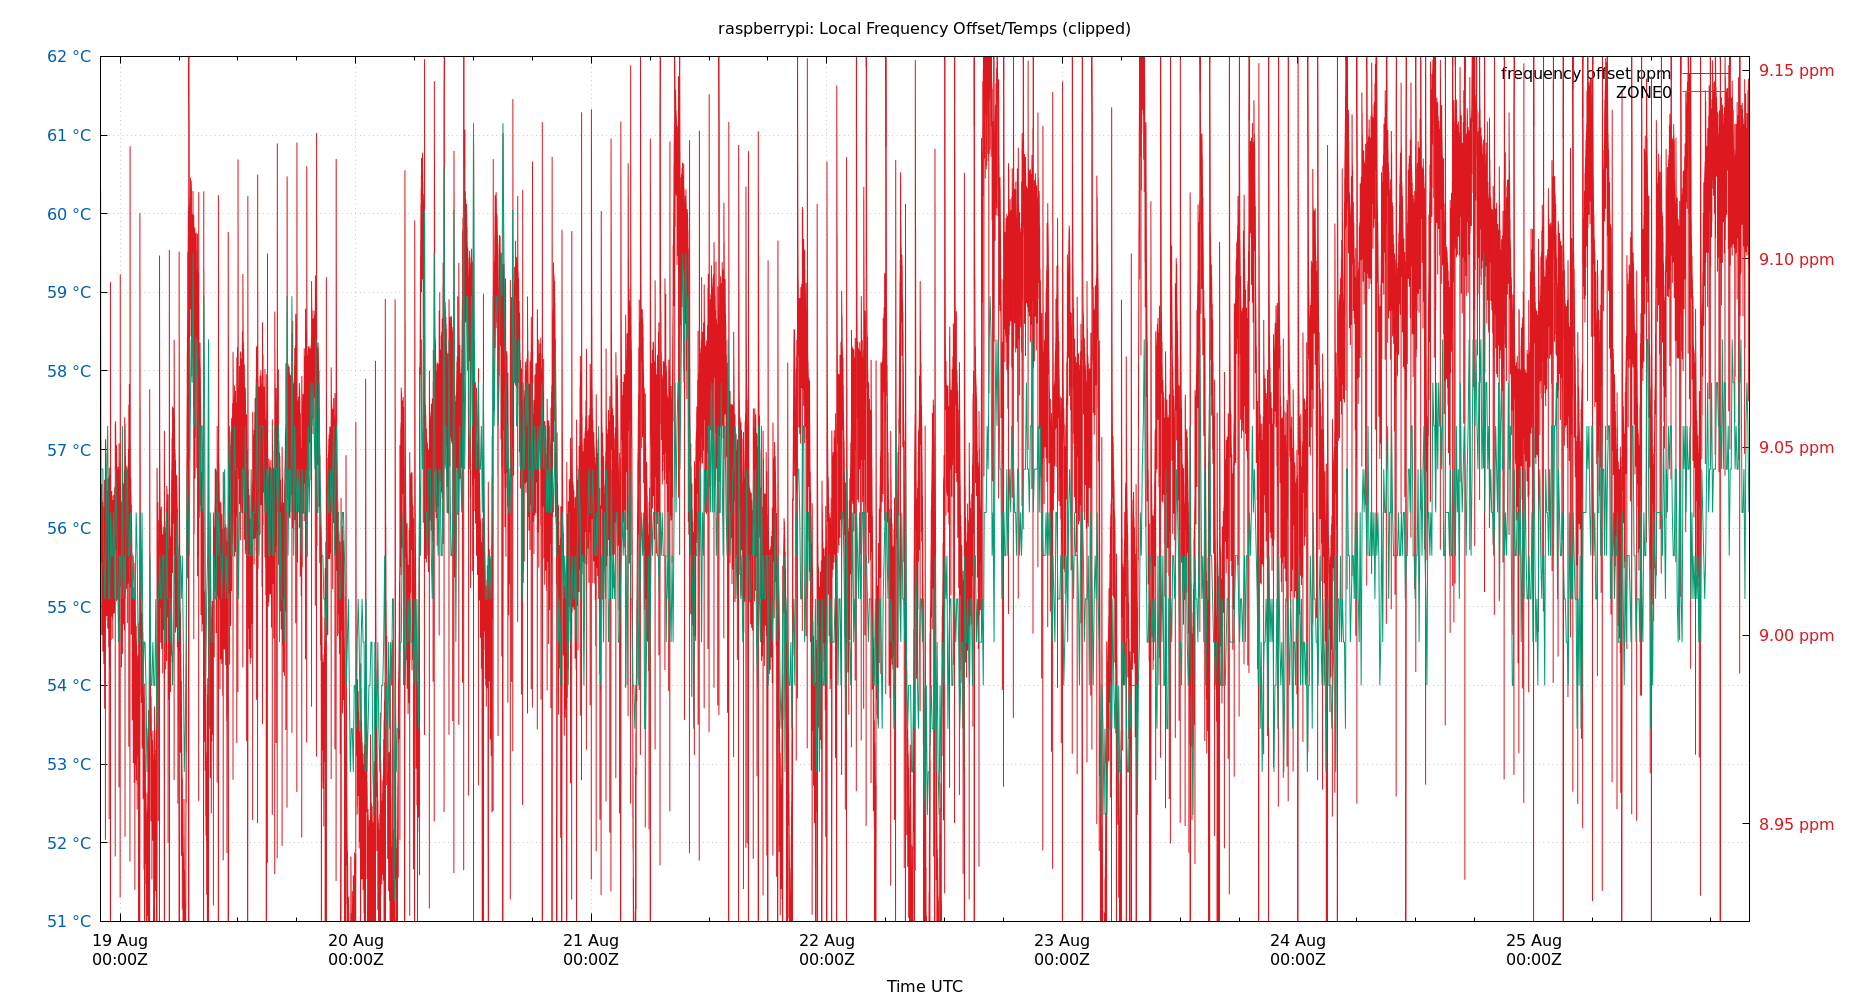 raspberrypi: Local Frequency Offset/Temps (clipped)
frequency offset ppm
ZONE0
62 °C
61 °C
60 °C
59 °C
58 °C
57 °C
56 °C
55 °C
54 °C
53 °C
52 °C
51 °C
9.15 ppm
9.10 ppm
9.05 ppm
9.00 ppm
8.95 ppm
19 Aug
00:00Z
20 Aug
00:00Z
21 Aug
00:00Z
22 Aug
00:00Z
23 Aug
00:00Z
24 Aug
00:00Z
25 Aug
00:00Z
Time UTC